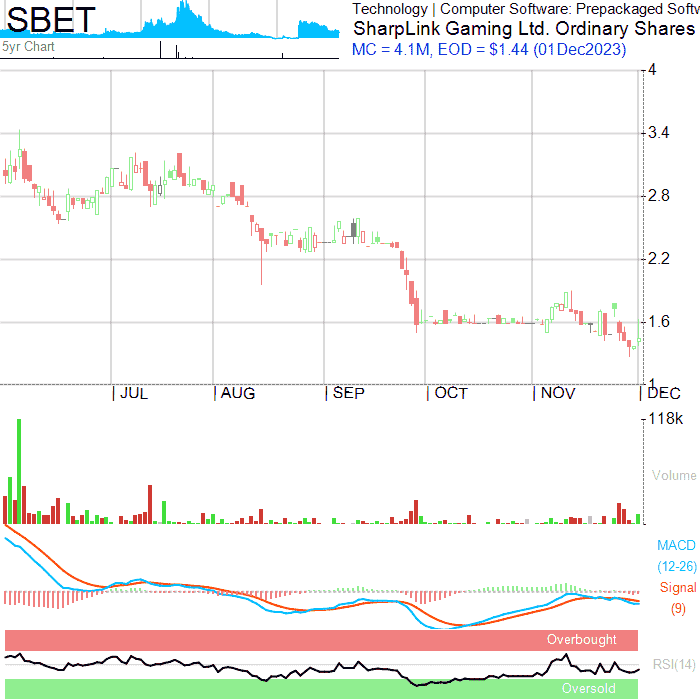 SBET
5yr Chart
Technology | Computer Software: Prepackaged Softw
SharpLink Gaming Ltd. Ordinary Shares
MC = 4.1M, EOD = $1.44 (01Dec2023)
4
3.4
2.8
2.2
1.6
1
| JUL
| AUG
| SEP
| OCT
| NOV
| DEC
118k
Volume
MACD
(12-26)
Signal
(9)
Overbought
RSI(14)
Oversold